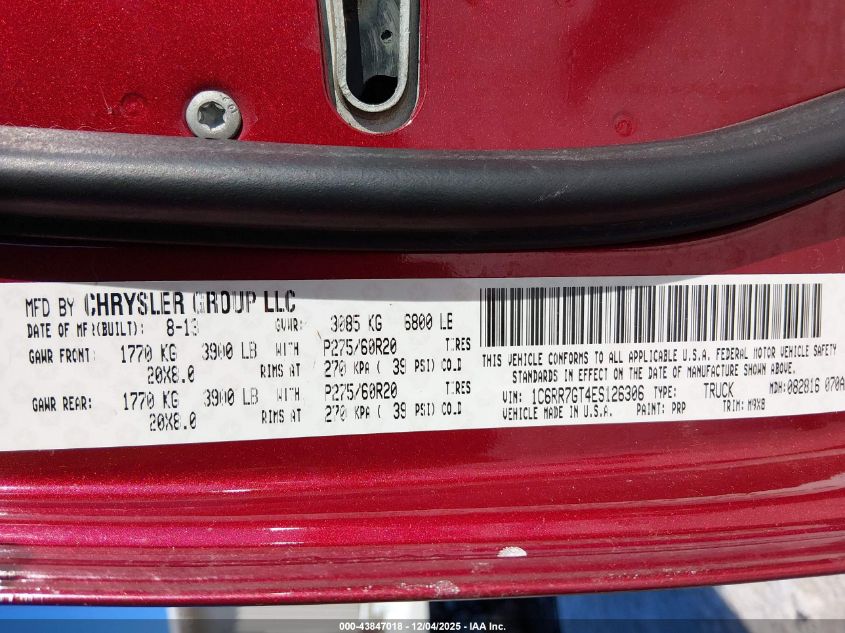 MFD BY CHRYSLER GROUP LLC
DATE OF MFR(BUILT): 8-13 GVWR: 3085 KG 6800 LB
GAWR FRONT: 1770 KG 3900 LB WITH P275/60R20 TIRES
20X8.0 RIMS AT 270 KPA ( 39 PSI) COLD
GAWR REAR: 1770 KG 3900 LB WITH P275/60R20 TIRES
20X8.0 RIMS AT 270 KPA ( 39 PSI) COLD
THIS VEHICLE CONFORMS TO ALL APPLICABLE U.S.A. FEDERAL MOTOR VEHICLE SAFETY
STANDARDS IN EFFECT ON THE DATE OF MANUFACTURE SHOWN ABOVE.
VIN: 1C6RR7GT4ES126306 TYPE: TRUCK MDH:082816 070A
VEHICLE MADE IN U.S.A. PAINT: PRP TRIM: M9X8
000-43847018 - 12/04/2025 - IAA, Inc.